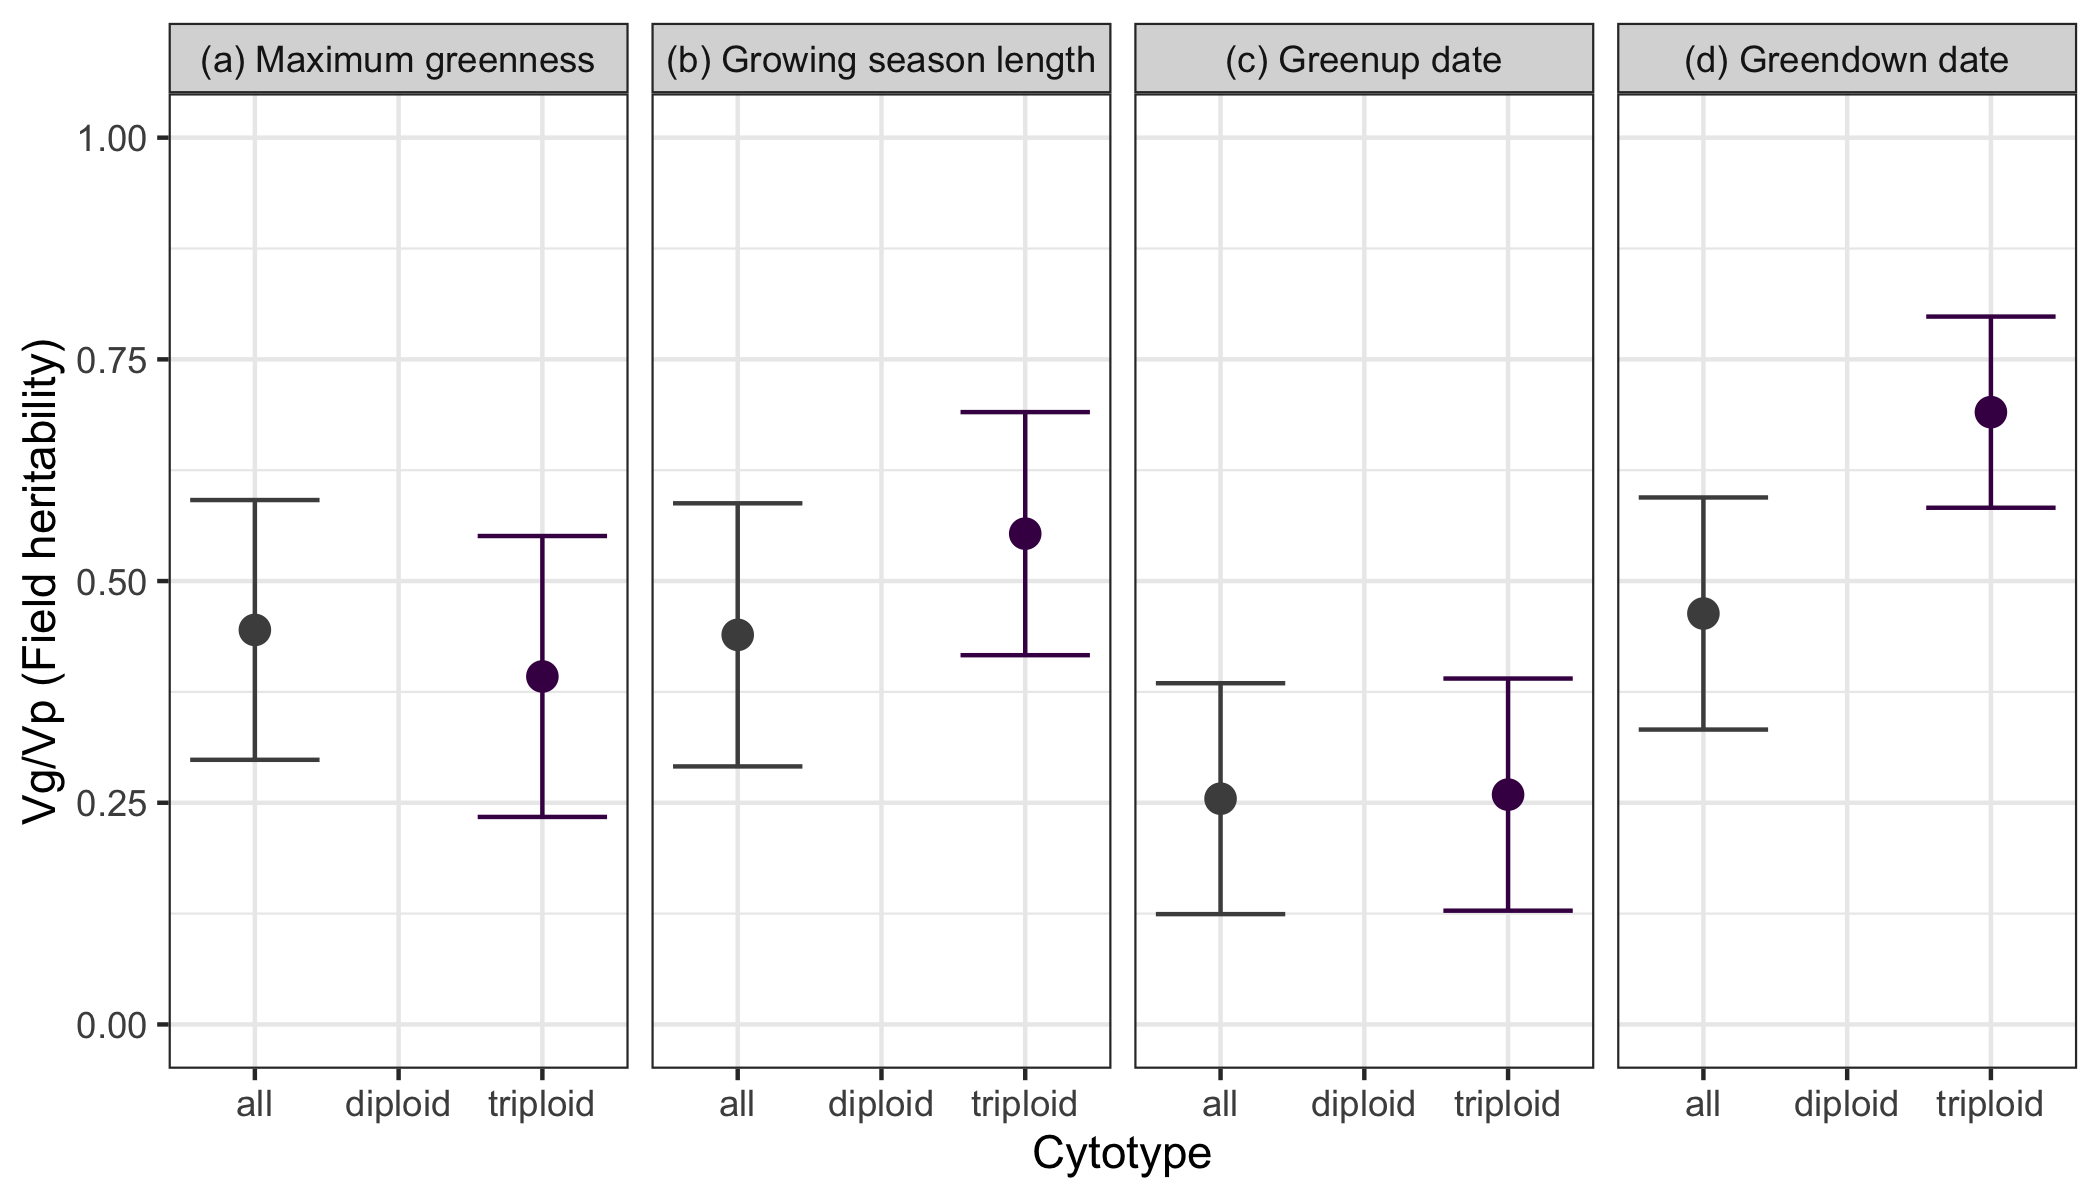 (a) Maximum greenness
(b) Growing season length
(c) Greenup date
(d) Greendown date
Vg/Vp (Field heritability)
1.00
0.75
0.50
0.25
0.00
all diploid triploid all diploid triploid all diploid triploid all diploid triploid
Cytotype